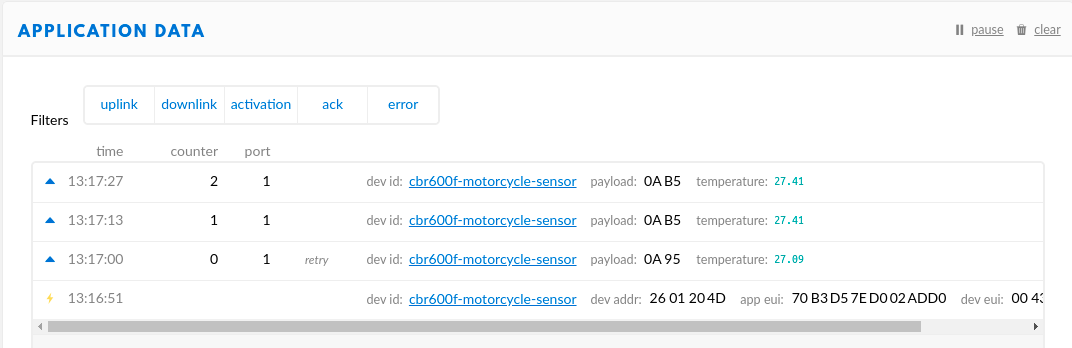 APPLICATION DATA pause clear
uplink downlink activation ack error
Filters
time counter port
13:17:27 2 1 dev id: cbr600f-motorcycle-sensor payload: 0A B5 temperature: 27.41
13:17:13 1 1 dev id: cbr600f-motorcycle-sensor payload: 0A B5 temperature: 27.41
13:17:00 0 1 retry dev id: cbr600f-motorcycle-sensor payload: 0A 95 temperature: 27.09
13:16:51 dev id: cbr600f-motorcycle-sensor dev addr: 26 01 20 4D app eui: 70 B3 D5 7E D0 02 ADD0 dev eui: 00 43